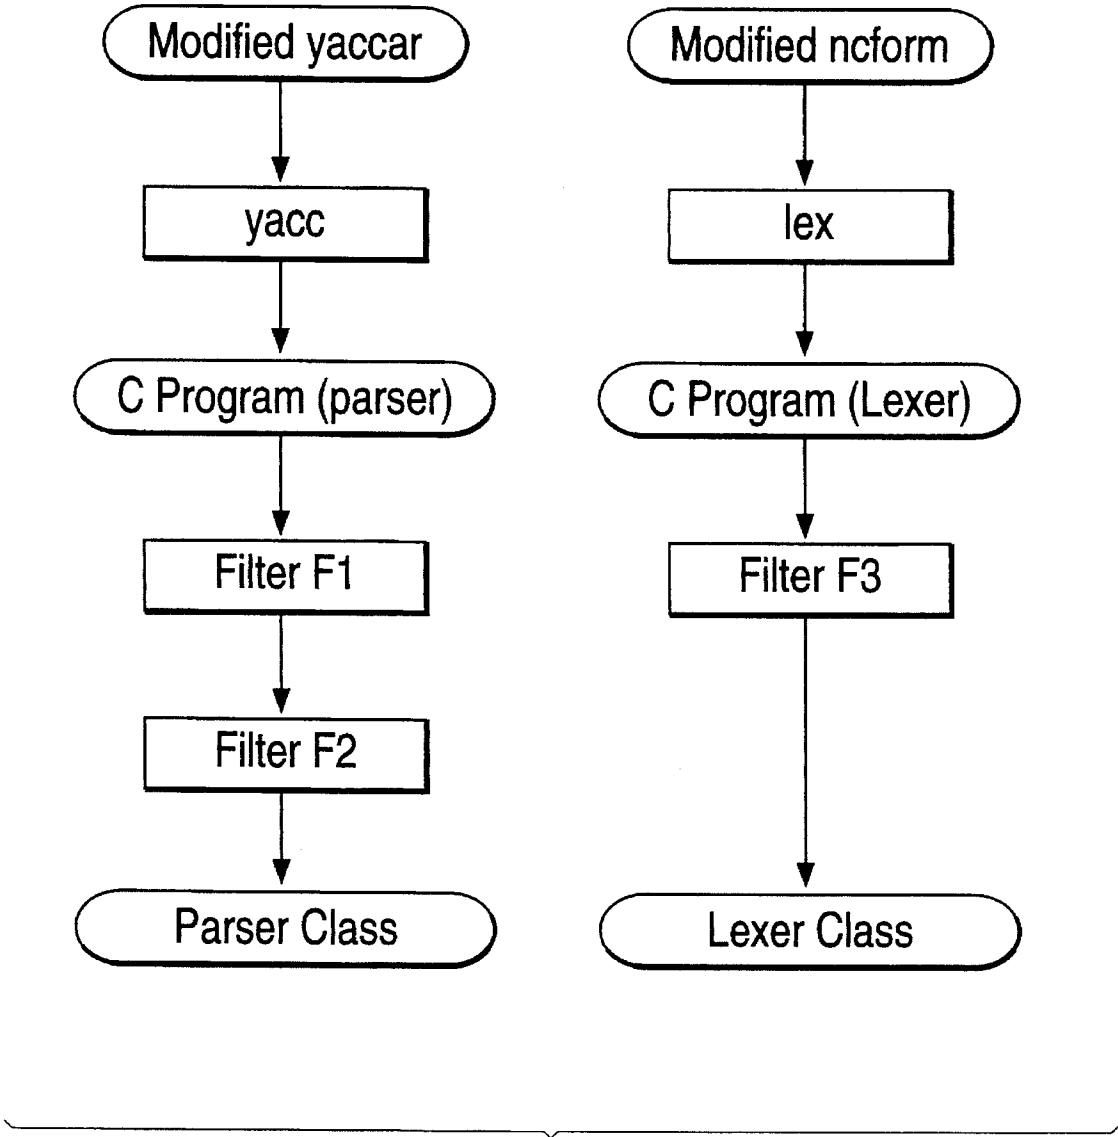 Modified yaccar
yacc
C Program (parser)
Filter F1
Filter F2
Parser Class
Modified ncform
lex
C Program (Lexer)
Filter F3
Lexer Class